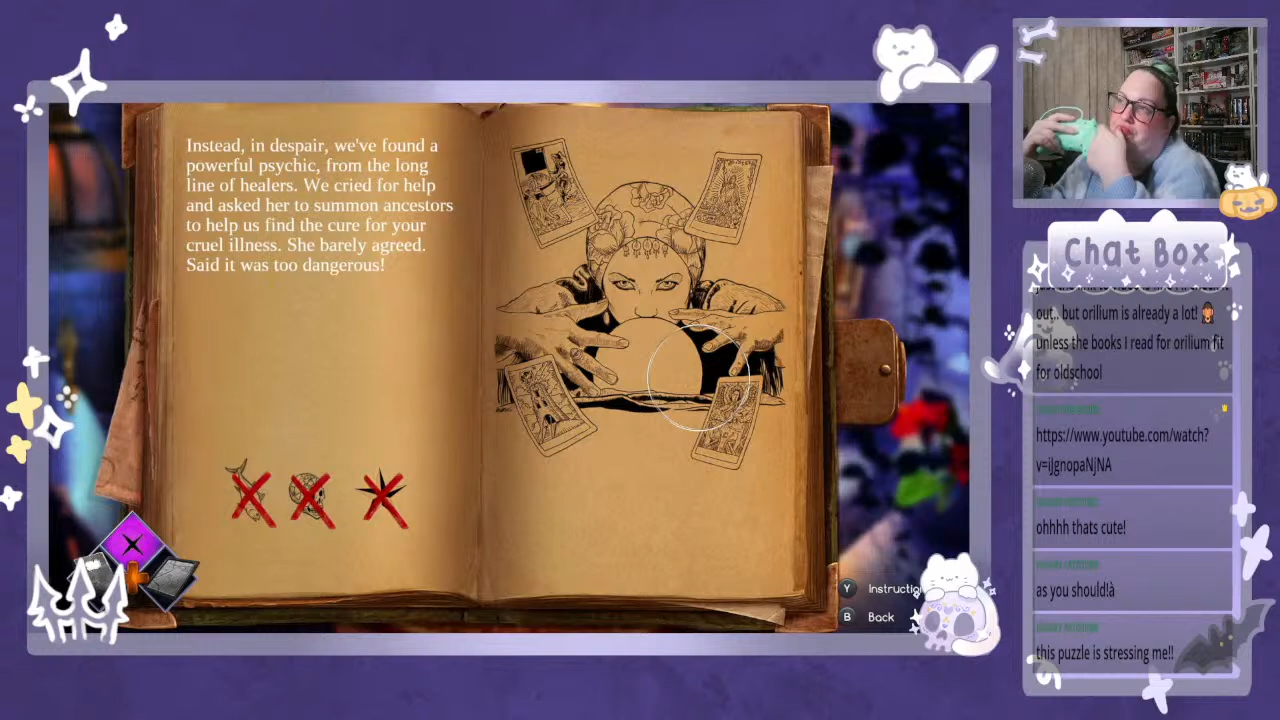 Instead, in despair, we've found a
powerful psychic, from the long
line of healers. We cried for help
and asked her to summon ancestors
to help us find the cure for your
cruel illness. She barely agreed.
Said it was too dangerous!
Y Instructio
B Back
Chat Box
out.. but orilium is already a lot!
unless the books I read for orilium fit
for oldschool
https://www.youtube.com/watch?
v=iJgnopaNjNA
ohhhh thats cute!
as you should!à
this puzzle is stressing me!!